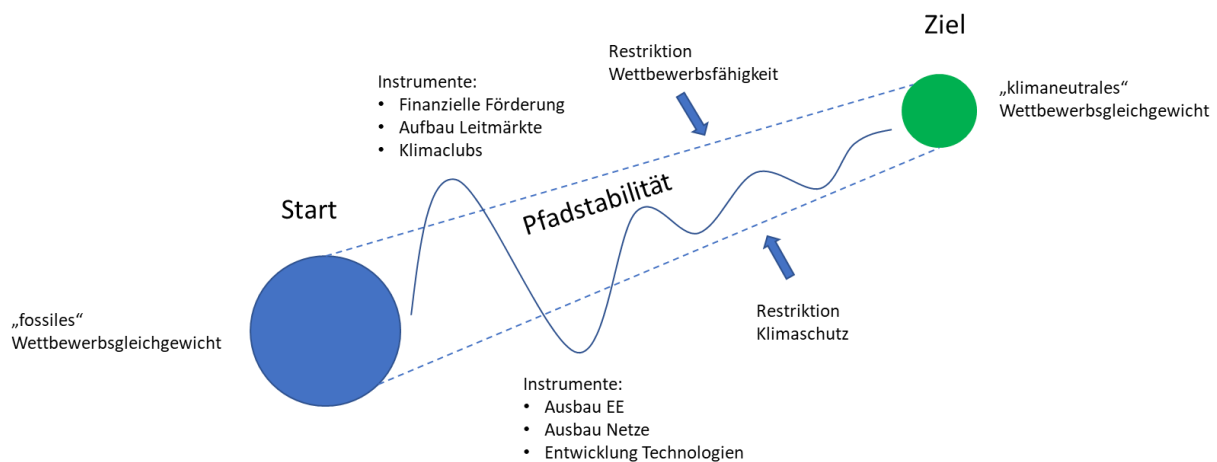 Ziel
Restriktion
Wettbewerbsfähigkeit
Instrumente:
• Finanzielle Förderung
• Aufbau Leitmärkte
• Klimaclubs
„klimaneutrales“
Wettbewerbsgleichgewicht
Pfadstabilität
Start
„fossiles“
Wettbewerbsgleichgewicht
Restriktion
Klimaschutz
Instrumente:
• Ausbau EE
• Ausbau Netze
• Entwicklung Technologien